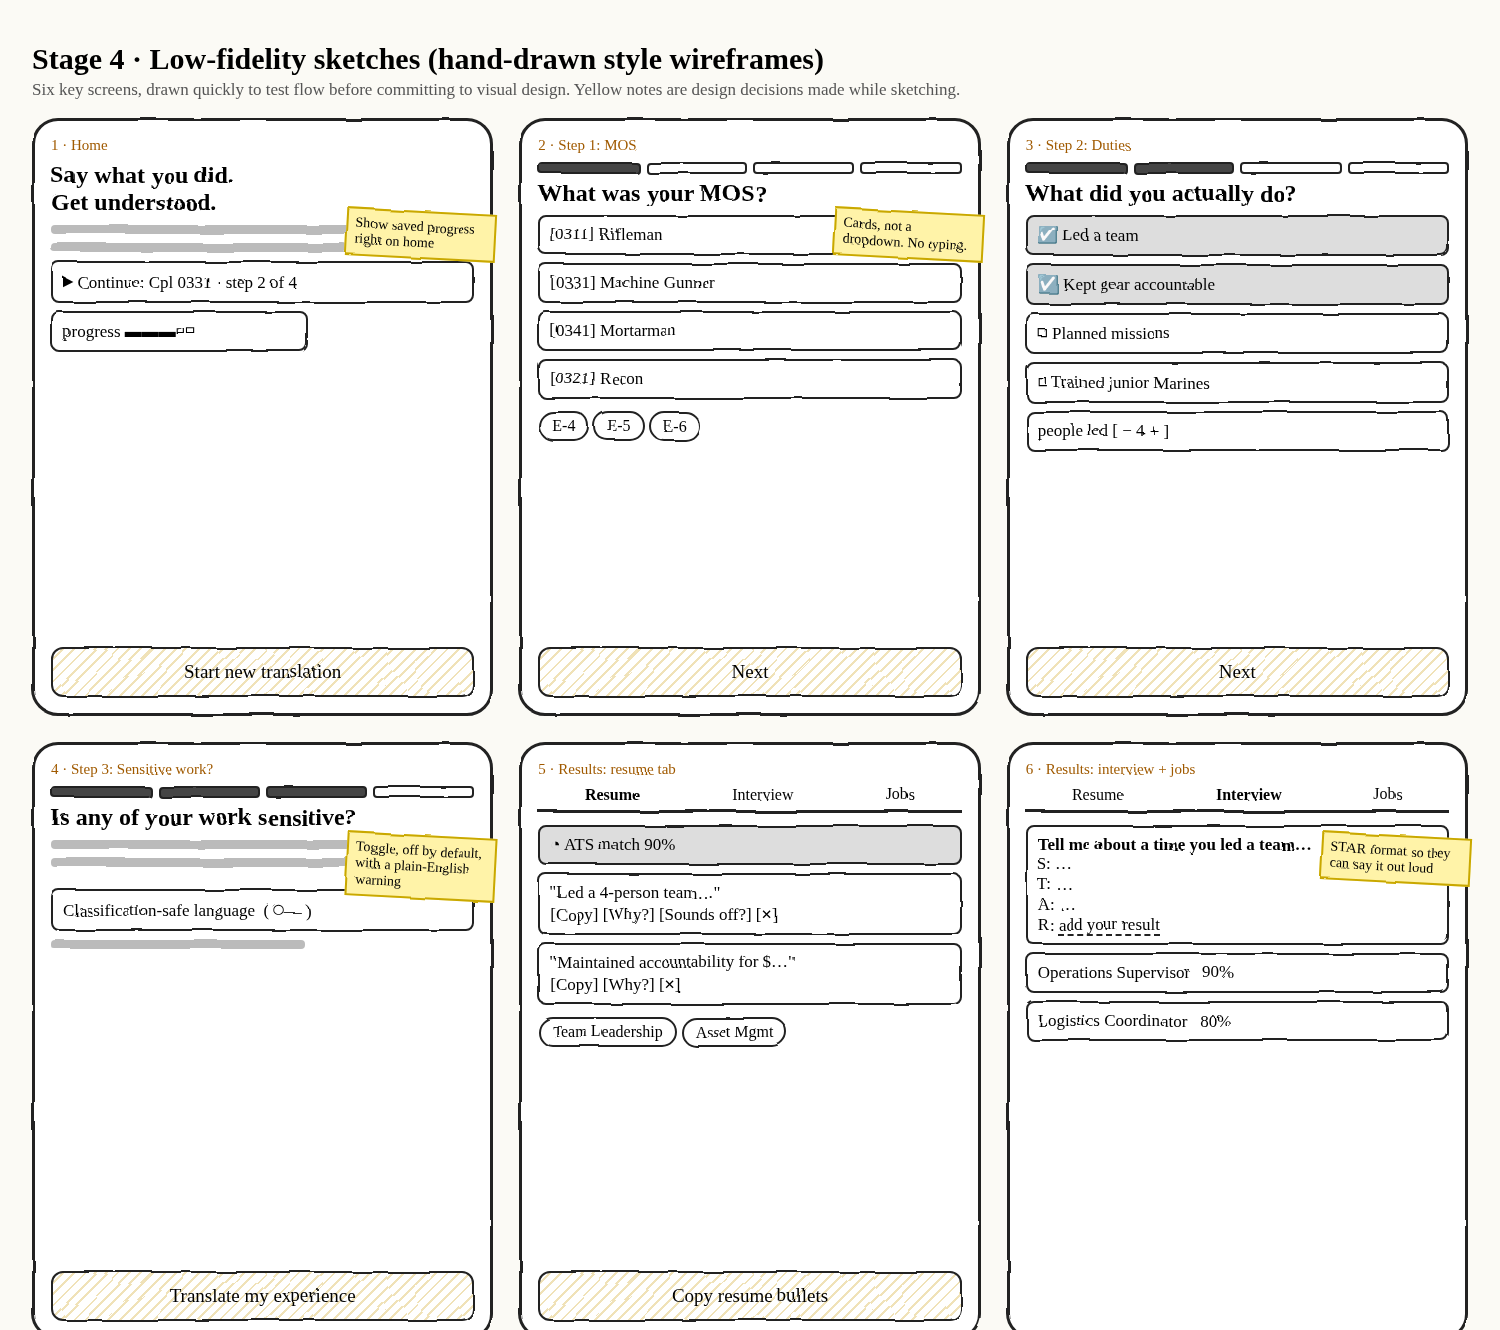 Stage 4 · Low-fidelity sketches (hand-drawn style wireframes)
Six key screens, drawn quickly to test flow before committing to visual design. Yellow notes are design decisions made while sketching.
1 · Home
Say what you did.
Get understood.
Show saved progress
right on home
▶ Continue: Cpl 0331 · step 2 of 4
progress ▬▬▬▭▭
Start new translation
2 · Step 1: MOS
What was your MOS?
Cards, not a
dropdown. No typing.
[0311] Rifleman
[0331] Machine Gunner
[0341] Mortarman
[0321] Recon
E-4 E-5 E-6
Next
3 · Step 2: Duties
What did you actually do?
☑ Led a team
☑ Kept gear accountable
☐ Planned missions
☐ Trained junior Marines
people led [ − 4 + ]
Next
4 · Step 3: Sensitive work?
Is any of your work sensitive?
Toggle, off by default,
with a plain-English
warning
Classification-safe language ( ○— )
Translate my experience
5 · Results: resume tab
Resume Interview Jobs
ATS match 90%
"Led a 4-person team…"
[Copy] [Why?] [Sounds off?] [×]
"Maintained accountability for $…"
[Copy] [Why?] [×]
Team Leadership Asset Mgmt
Copy resume bullets
6 · Results: interview + jobs
Resume Interview Jobs
Tell me about a time you led a team…
STAR format so they
can say it out loud
S: …
T: …
A: …
R: add your result
Operations Supervisor 90%
Logistics Coordinator 80%